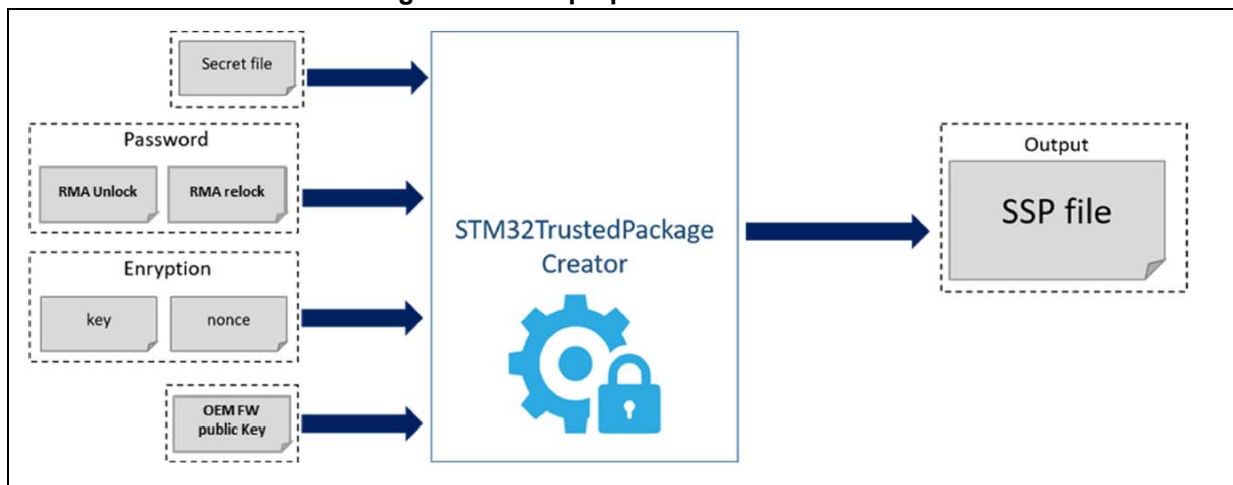 Secret file
Password
RMA Unlock
RMA relock
Enryption
key
nonce
OEM FW
public Key
STM32TrustedPackage
Creator
Output
SSP file